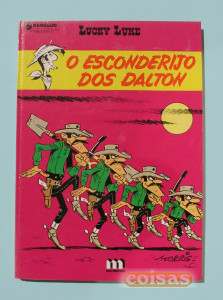 LUCKY LUKE
O ESCONDERIJO
DOS DALTON
MORRIS
m
coisas